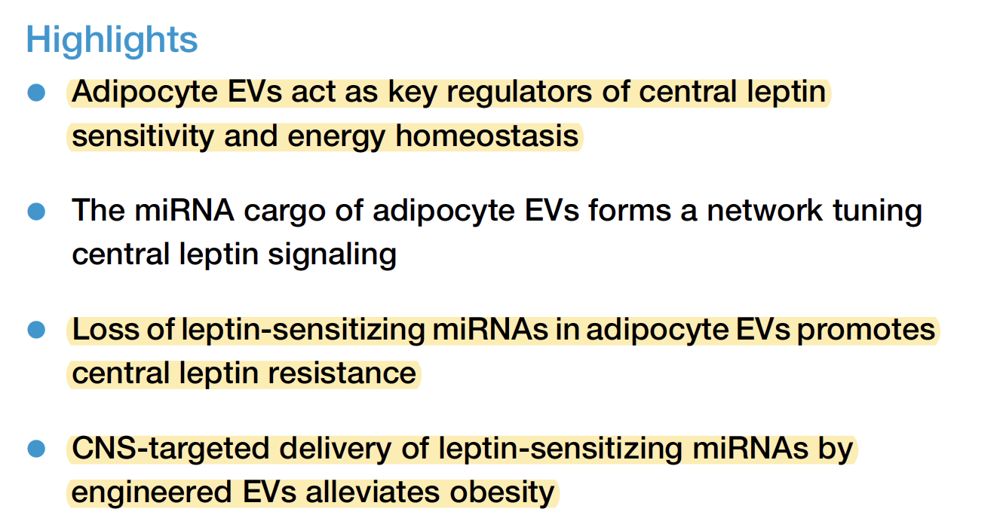 Highlights
● Adipocyte EVs act as key regulators of central leptin
sensitivity and energy homeostasis
● The miRNA cargo of adipocyte EVs forms a network tuning
central leptin signaling
● Loss of leptin-sensitizing miRNAs in adipocyte EVs promotes
central leptin resistance
● CNS-targeted delivery of leptin-sensitizing miRNAs by
engineered EVs alleviates obesity